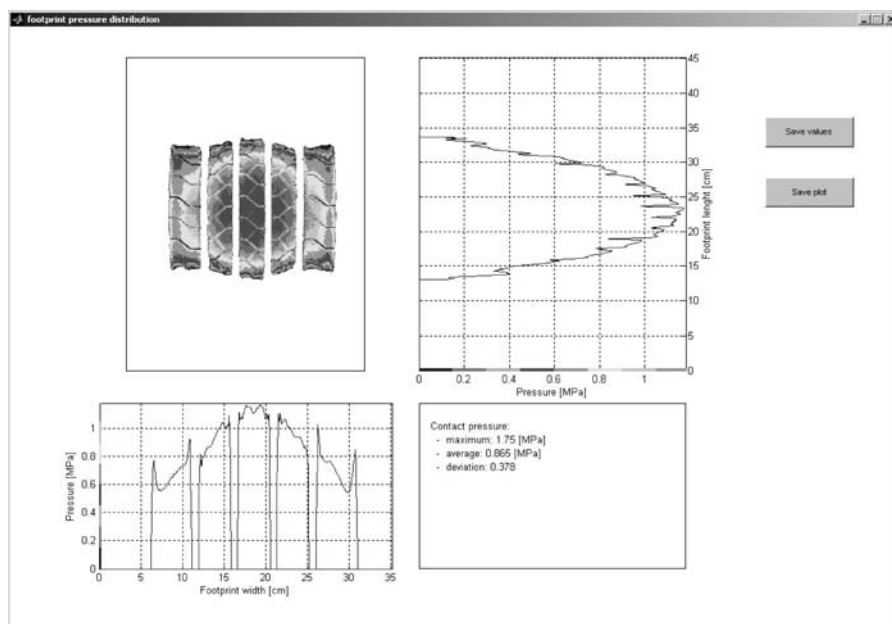 footprint pressure distribution
45
40
35
30
25
20
15
10
5
0
Footprint lenght [cm]
0 0.2 0.4 0.6 0.8 1
Pressure [MPa]
Save values
Save plot
1
0.8
0.6
0.4
0.2
0
Pressure [MPa]
0 5 10 15 20 25 30 35
Footprint width [cm]
Contact pressure:
- maximum: 1.75 [MPa]
- average: 0.865 [MPa]
- deviation: 0.378